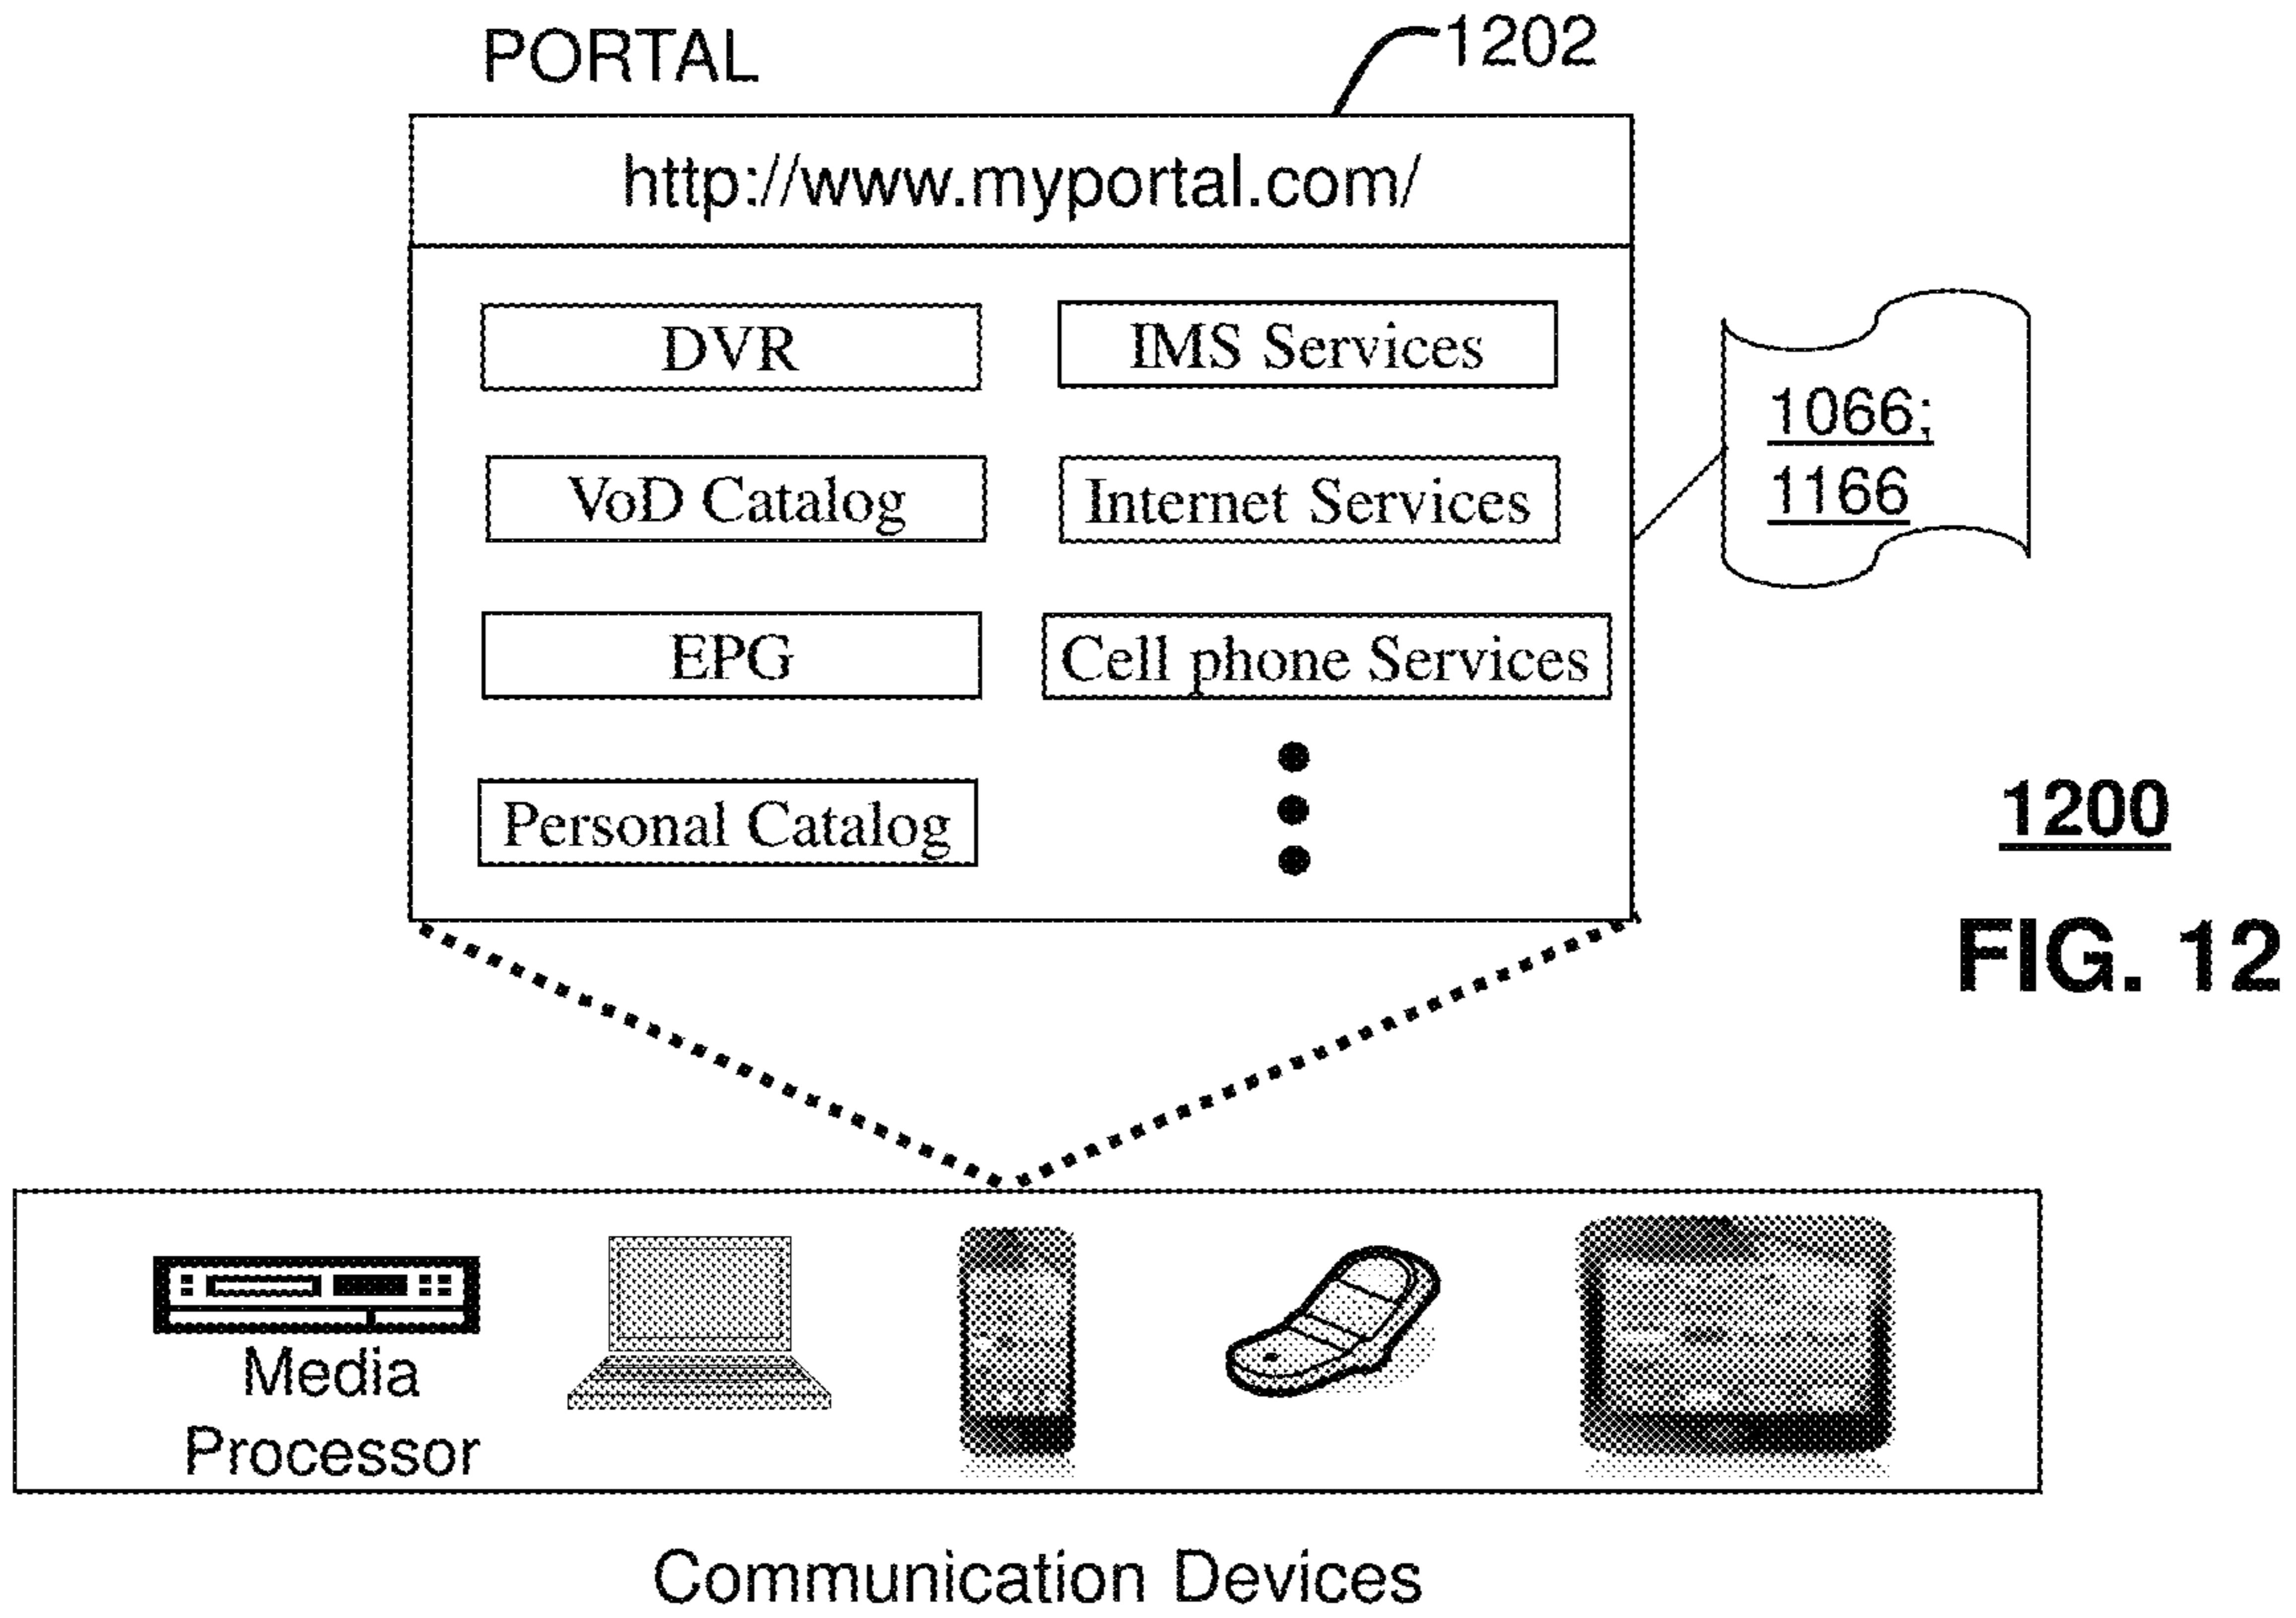 PORTAL
1202
http://www.myportal.com/
DVR
IMS Services
1066;
1166
VoD Catalog
Internet Services
EPG
Cell phone Services
Personal Catalog
1200
FIG. 12
Media
Processor
Communication Devices